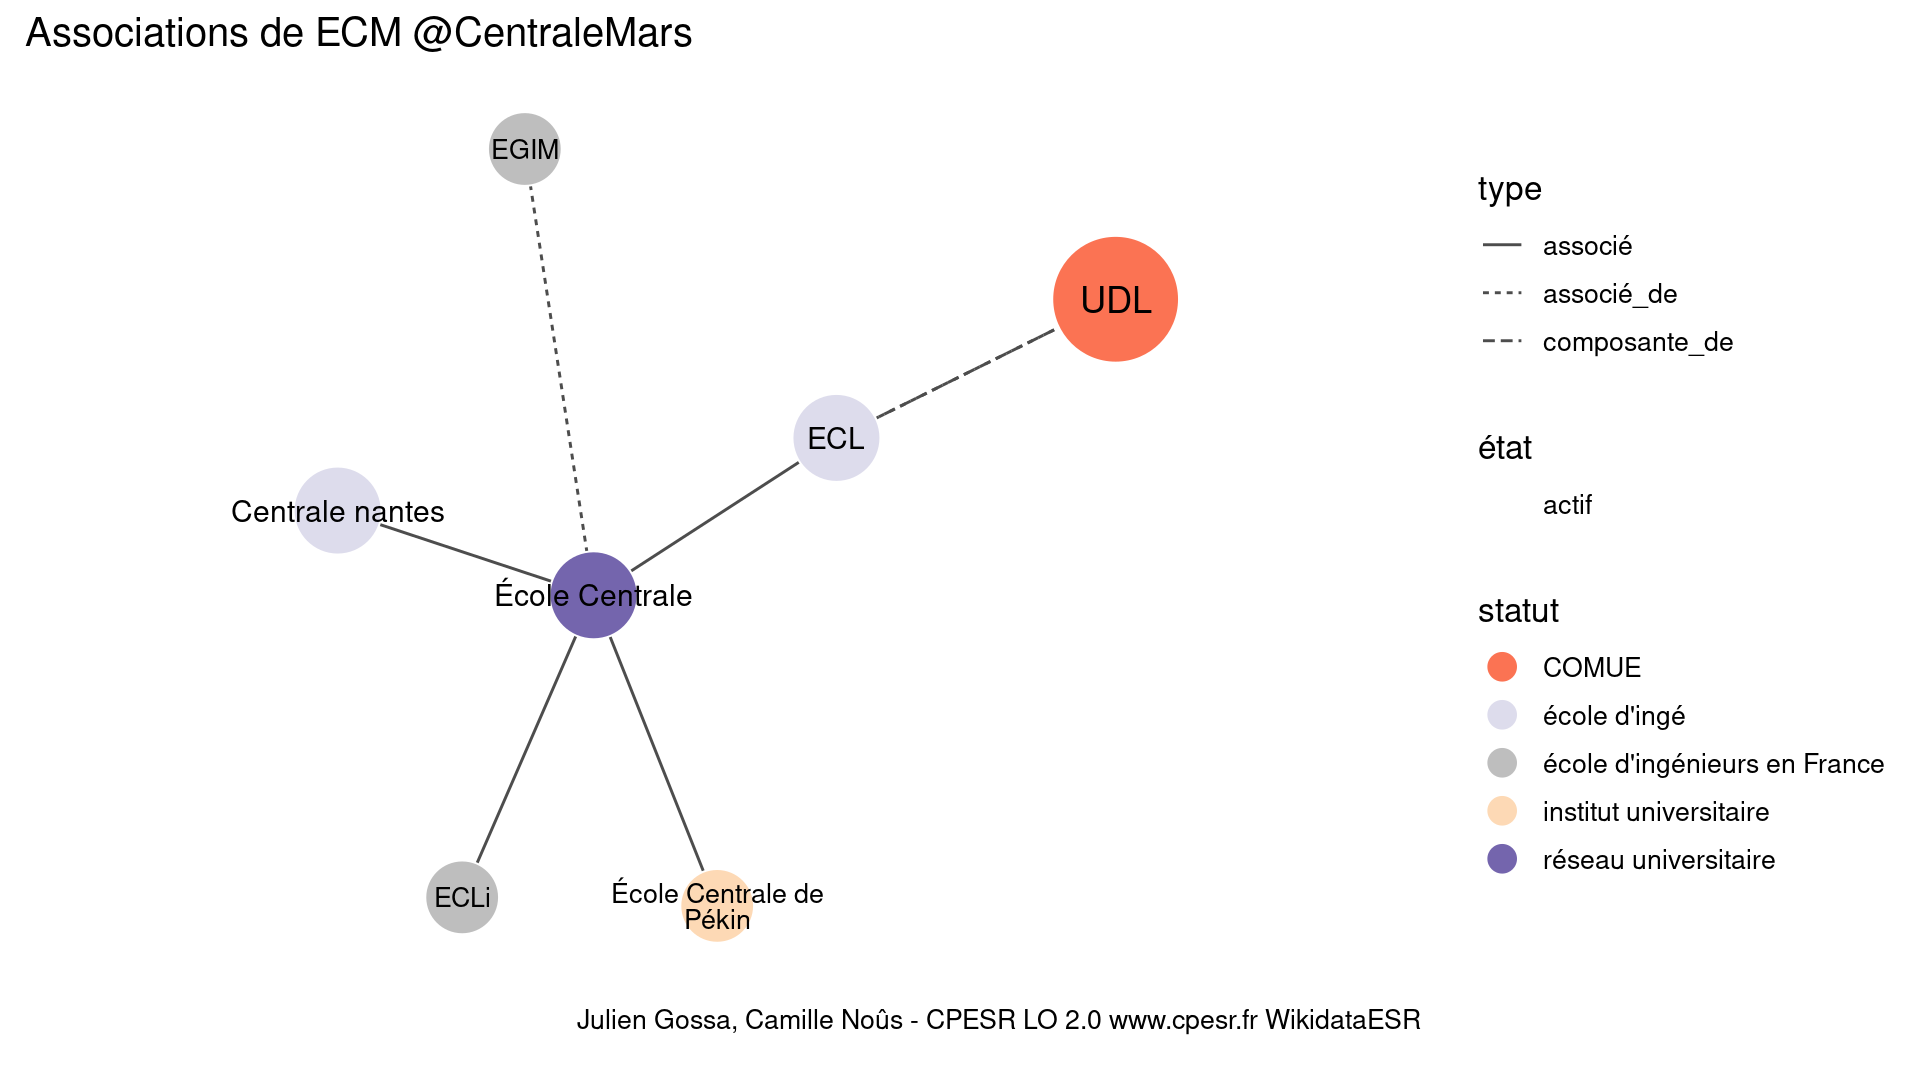 Associations de ECM @CentraleMars
EGIM
UDL
ECL
Centrale nantes
École Centrale
ECLi
École Centrale de
Pékin
type
associé
associé_de
composante_de
état
actif
statut
COMUE
école d'ingé
école d'ingénieurs en France
institut universitaire
réseau universitaire
Julien Gossa, Camille Noûs - CPESR LO 2.0 www.cpesr.fr WikidataESR